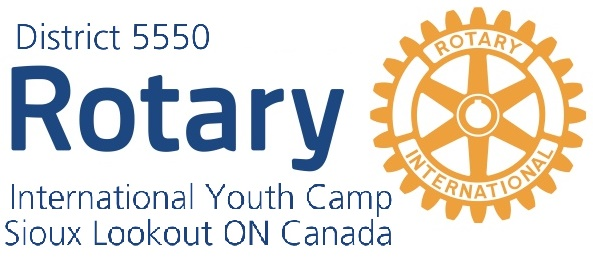 District 5550
Rotary
International Youth Camp
Sioux Lookout ON Canada
ROTARY
INTERNATIONAL